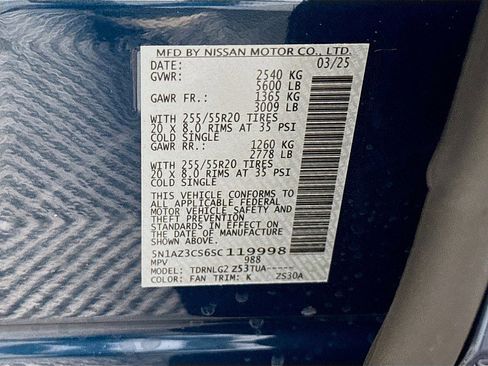 MFD BY NISSAN MOTOR CO., LTD.
DATE: 03/25
GVWR: 2540 KG
5600 LB
GAWR FR.: 1365 KG
3009 LB
WITH 255/55R20 TIRES
20 X 8.0 RIMS AT 35 PSI
COLD SINGLE
GAWR RR.: 1260 KG
2778 LB
WITH 255/55R20 TIRES
20 X 8.0 RIMS AT 35 PSI
COLD SINGLE
THIS VEHICLE CONFORMS TO
ALL APPLICABLE FEDERAL
MOTOR VEHICLE SAFETY AND
THEFT PREVENTION
STANDARDS IN EFFECT ON
THE DATE OF MANUFACTURE
SHOWN ABOVE.
5N1AZ3CS6SC119998
MPV 988
MODEL: TDRNLG2 Z53TUA-----
COLOR: FAN TRIM: K ZS30A